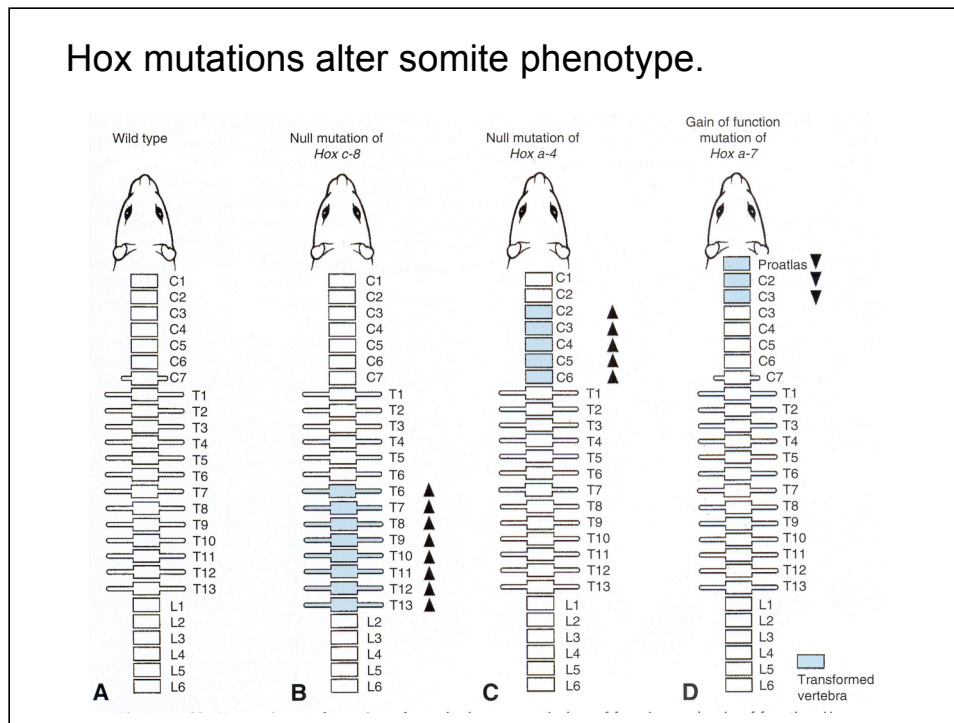 Hox mutations alter somite phenotype.
Wild type
Null mutation of
Hox c-8
Null mutation of
Hox a-4
Gain of function
mutation of
Hox a-7
C1
C2
C3
C4
C5
C6
C7
T1
T2
T3
T4
T5
T6
T7
T8
T9
T10
T11
T12
T13
L1
L2
L3
L4
L5
L6
A
C1
C2
C3
C4
C5
C6
C7
T1
T2
T3
T4
T5
T6
T6
T7
T8
T9
T10
T11
T12
T13
L2
L3
L4
L5
L6
B
C1
C2
C2
C3
C4
C5
C6
T1
T2
T3
T4
T5
T6
T7
T8
T9
T10
T11
T12
T13
L1
L2
L3
L4
L5
L6
C
Proatlas
C2
C3
C3
C4
C5
C6
C7
T1
T2
T3
T4
T5
T6
T7
T8
T9
T10
T11
T12
T13
L1
L2
L3
L4
L5
L6
D
Transformed
vertebra